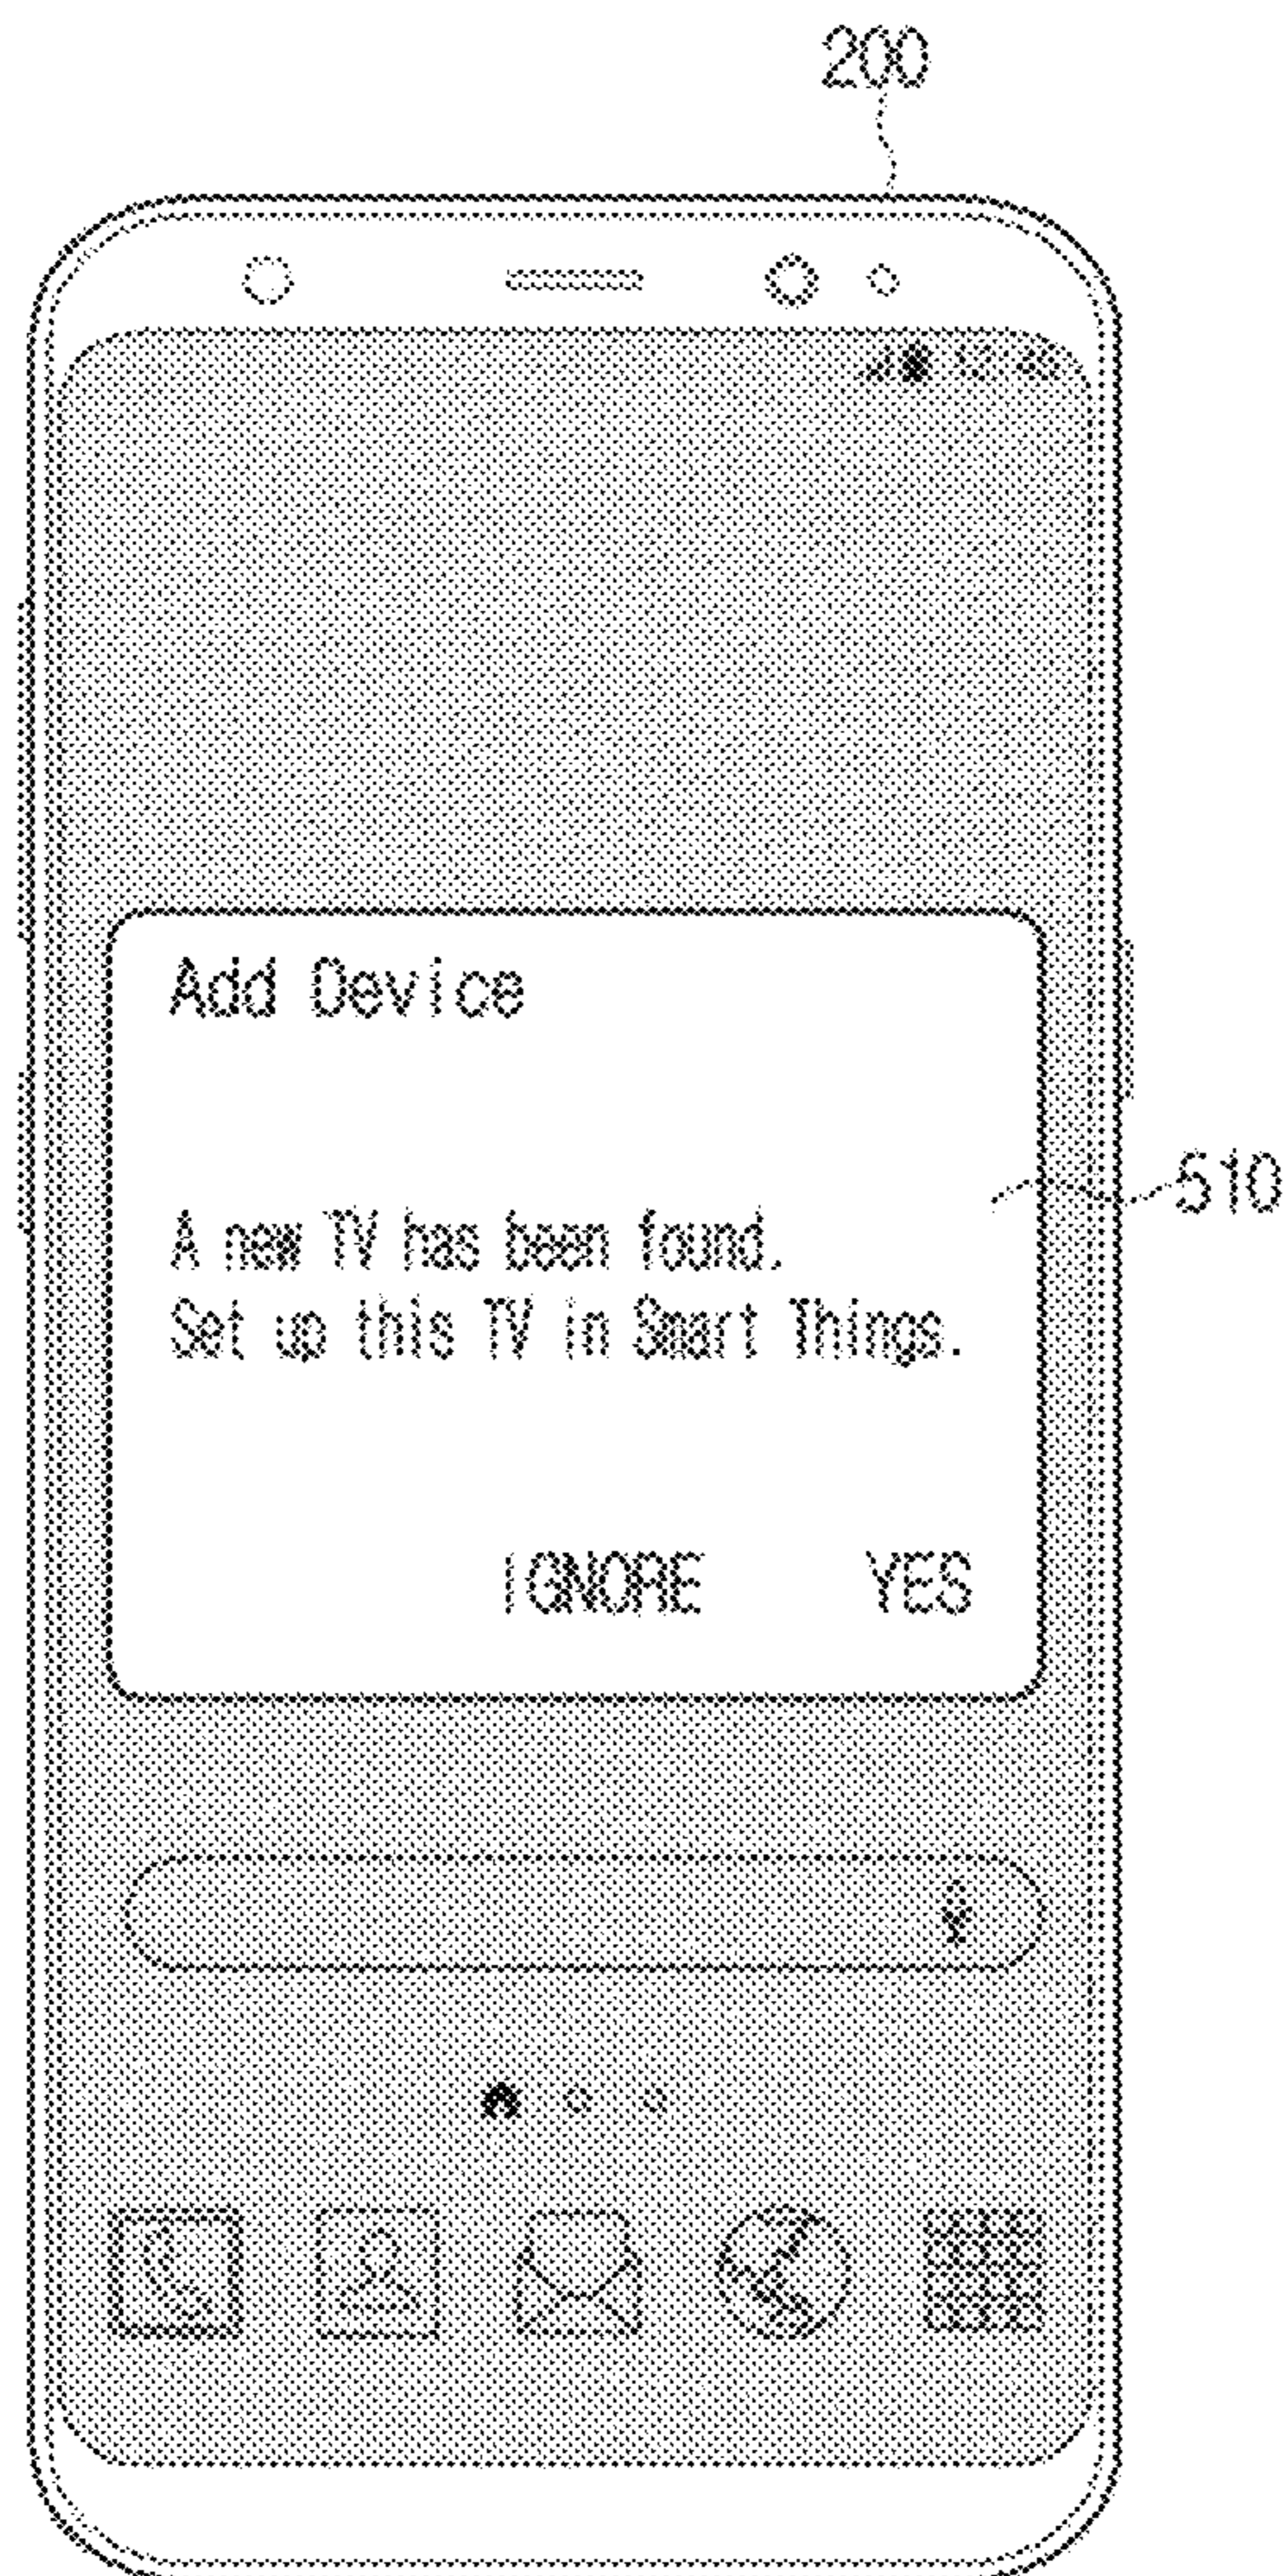 200
Add Device
510
A new TV has been found.
Set up this TV in Smart Things.
IGNORE YES